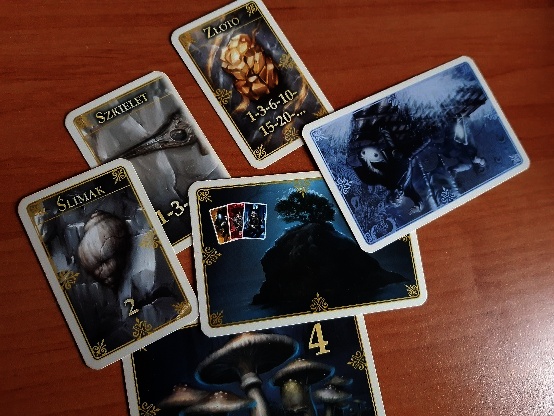 ZŁOTO
1-3-6-10-
15-20-...
SZKIELET
1-3-
ŚLIMAK
2
4